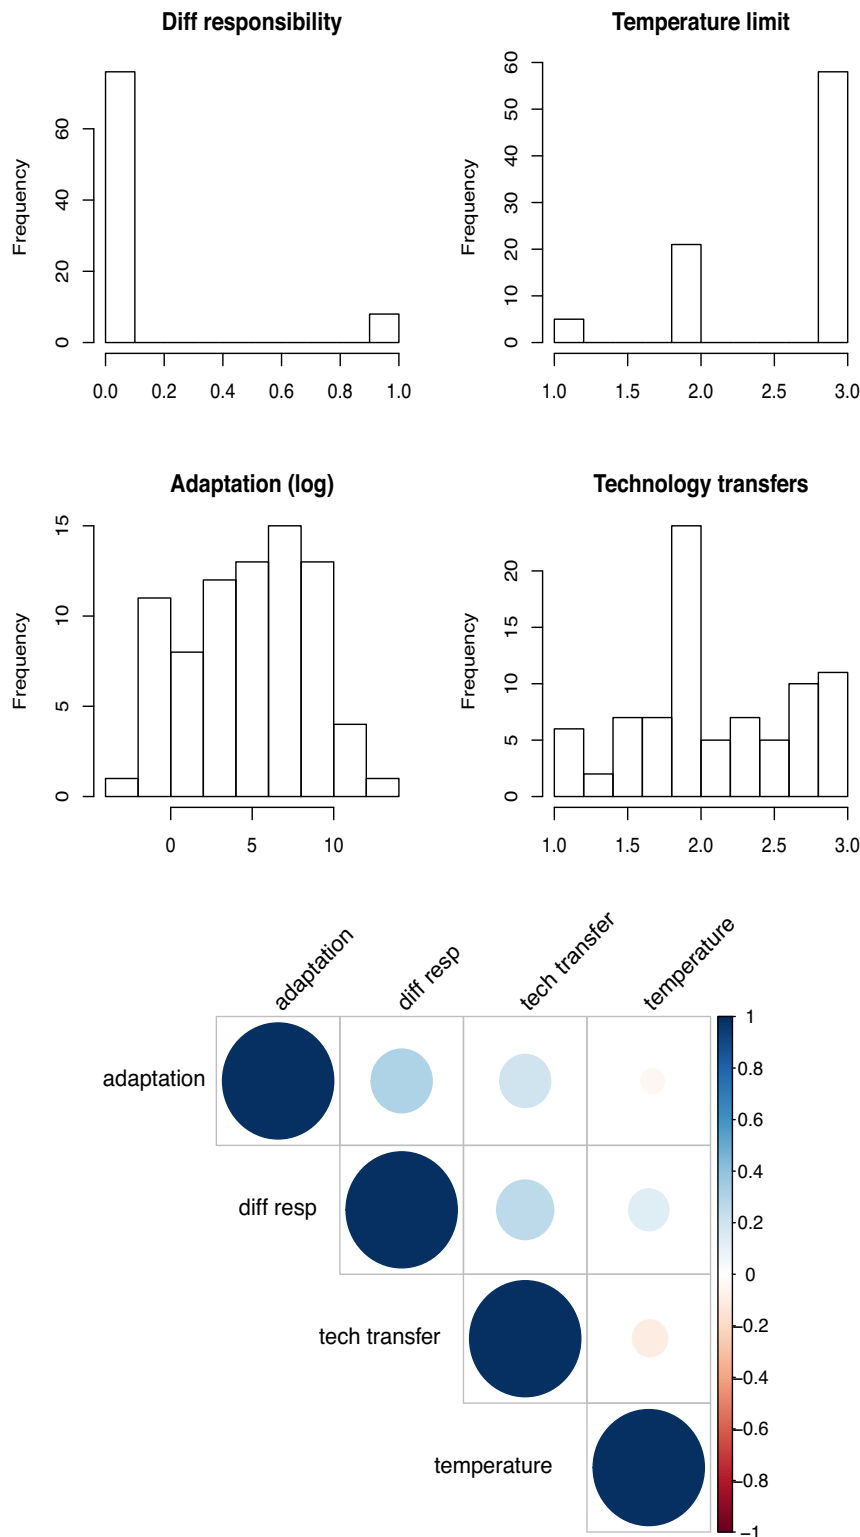 Diff responsibility
Frequency
0 20 40 60
0.0 0.2 0.4 0.6 0.8 1.0
Temperature limit
Frequency
0 10 20 30 40 50 60
1.0 1.5 2.0 2.5 3.0
Adaptation (log)
Frequency
0 5 10 15
0 5 10
Technology transfers
Frequency
0 5 10 15 20
1.0 1.5 2.0 2.5 3.0
adaptation
diff resp
tech transfer
temperature
adaptation
diff resp
tech transfer
temperature
1
0.8
0.6
0.4
0.2
0
−0.2
−0.4
−0.6
−0.8
−1